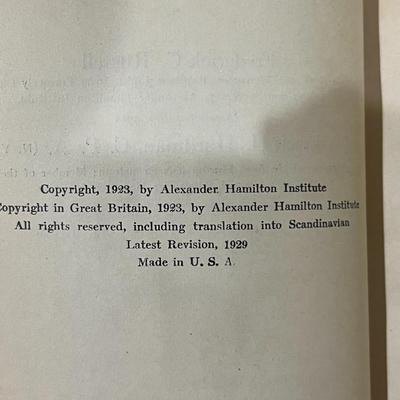 Copyright, 1923, by Alexander Hamilton Institute
Copyright in Great Britain, 1923, by Alexander Hamilton Institute
All rights reserved, including translation into Scandinavian
Latest Revision, 1929
Made in U. S. A.